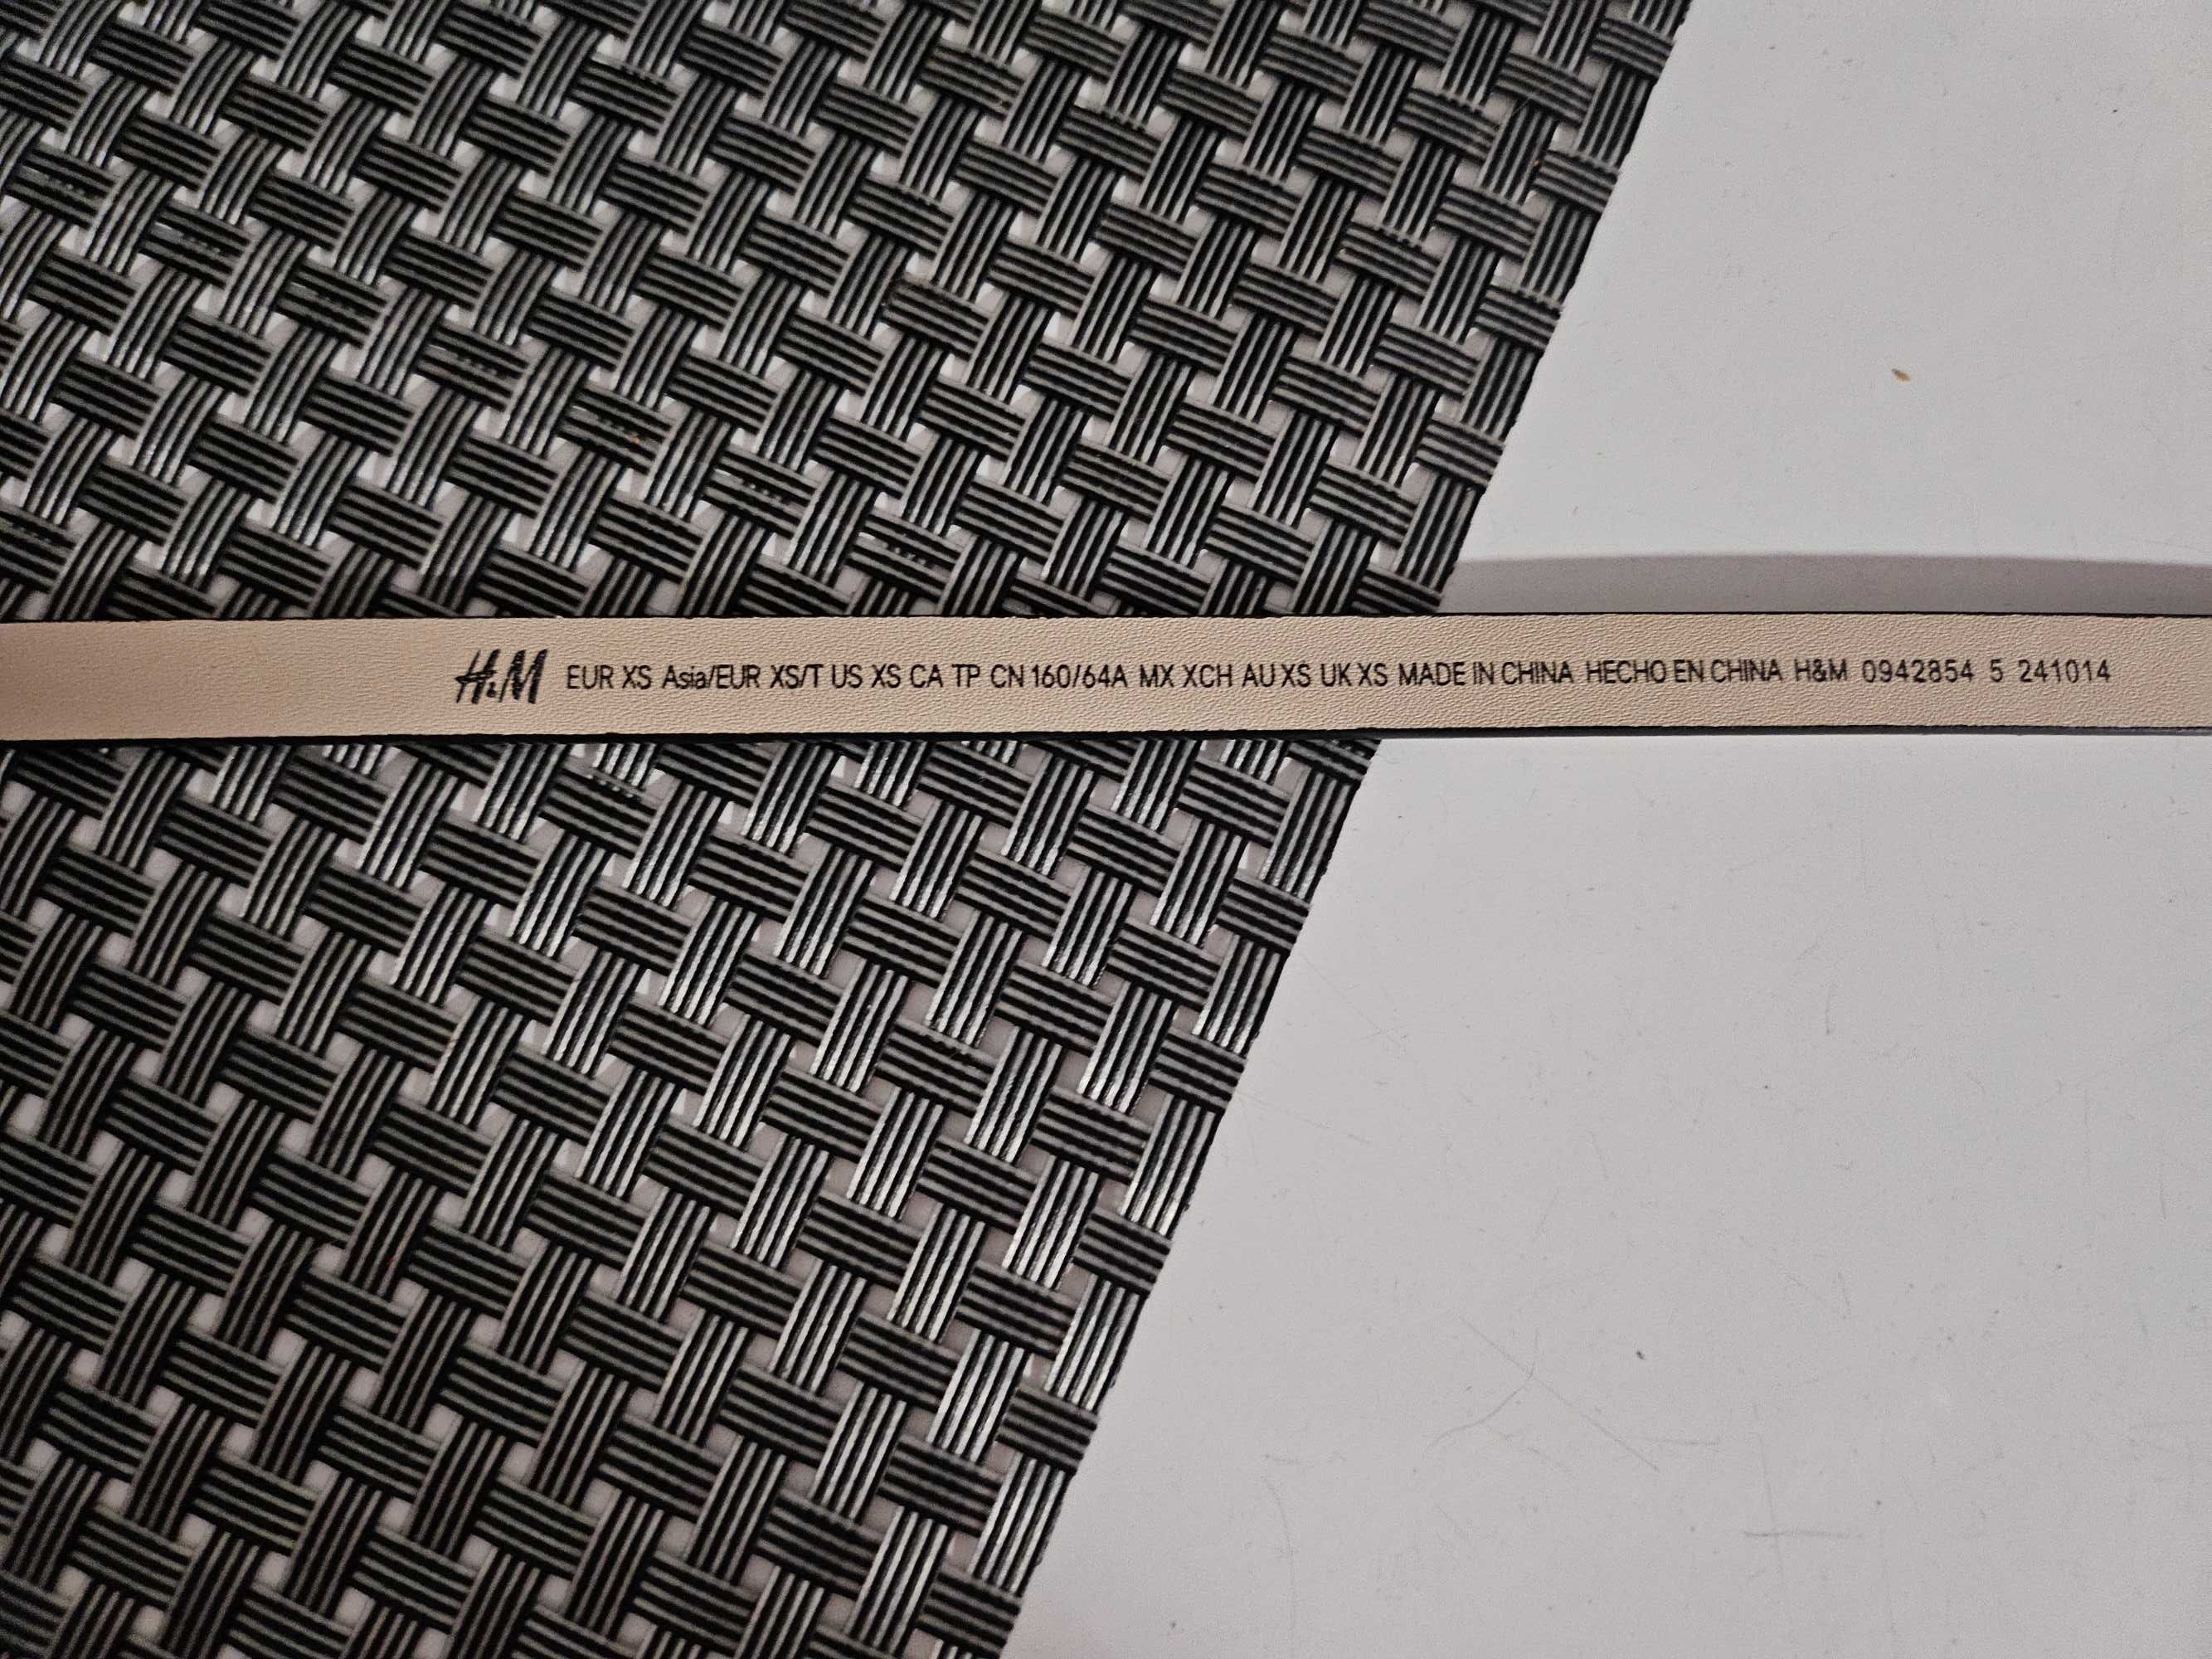 H&M EUR XS Asia/EUR XS/T US XS CA TP CN 160/64A MX XCH AU XS UK XS MADE IN CHINA HECHO EN CHINA H&M 0942854 5 241014